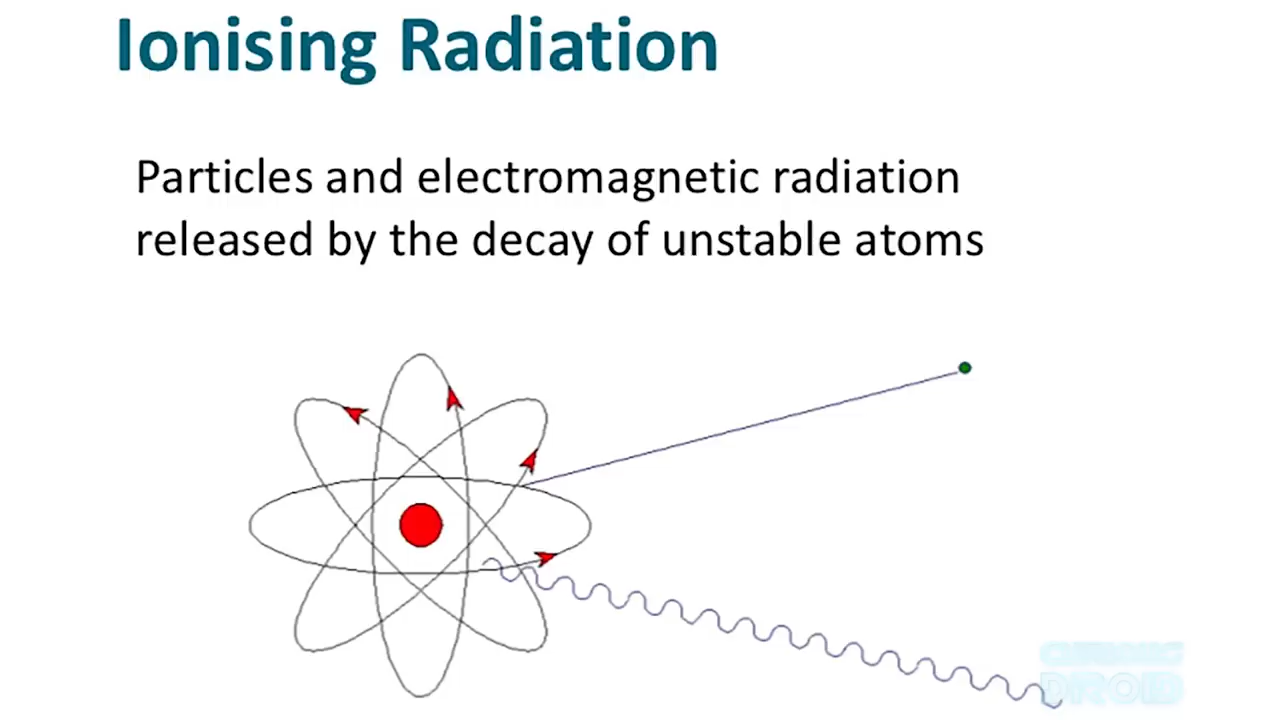 Ionising Radiation
Particles and electromagnetic radiation
released by the decay of unstable atoms